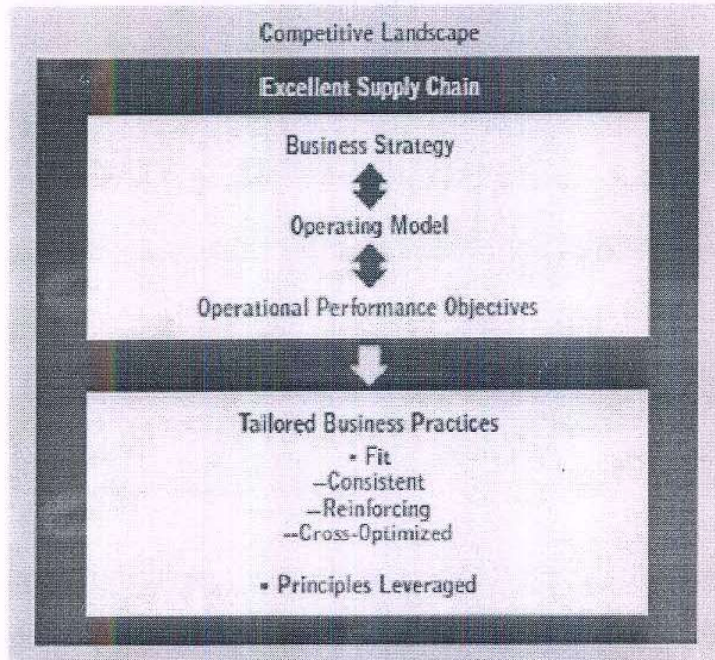 Competitive Landscape
Excellent Supply Chain
Business Strategy
Operating Model
Operational Performance Objectives
Tailored Business Practices
• Fit
–Consistent
–Reinforcing
–Cross-Optimized
• Principles Leveraged